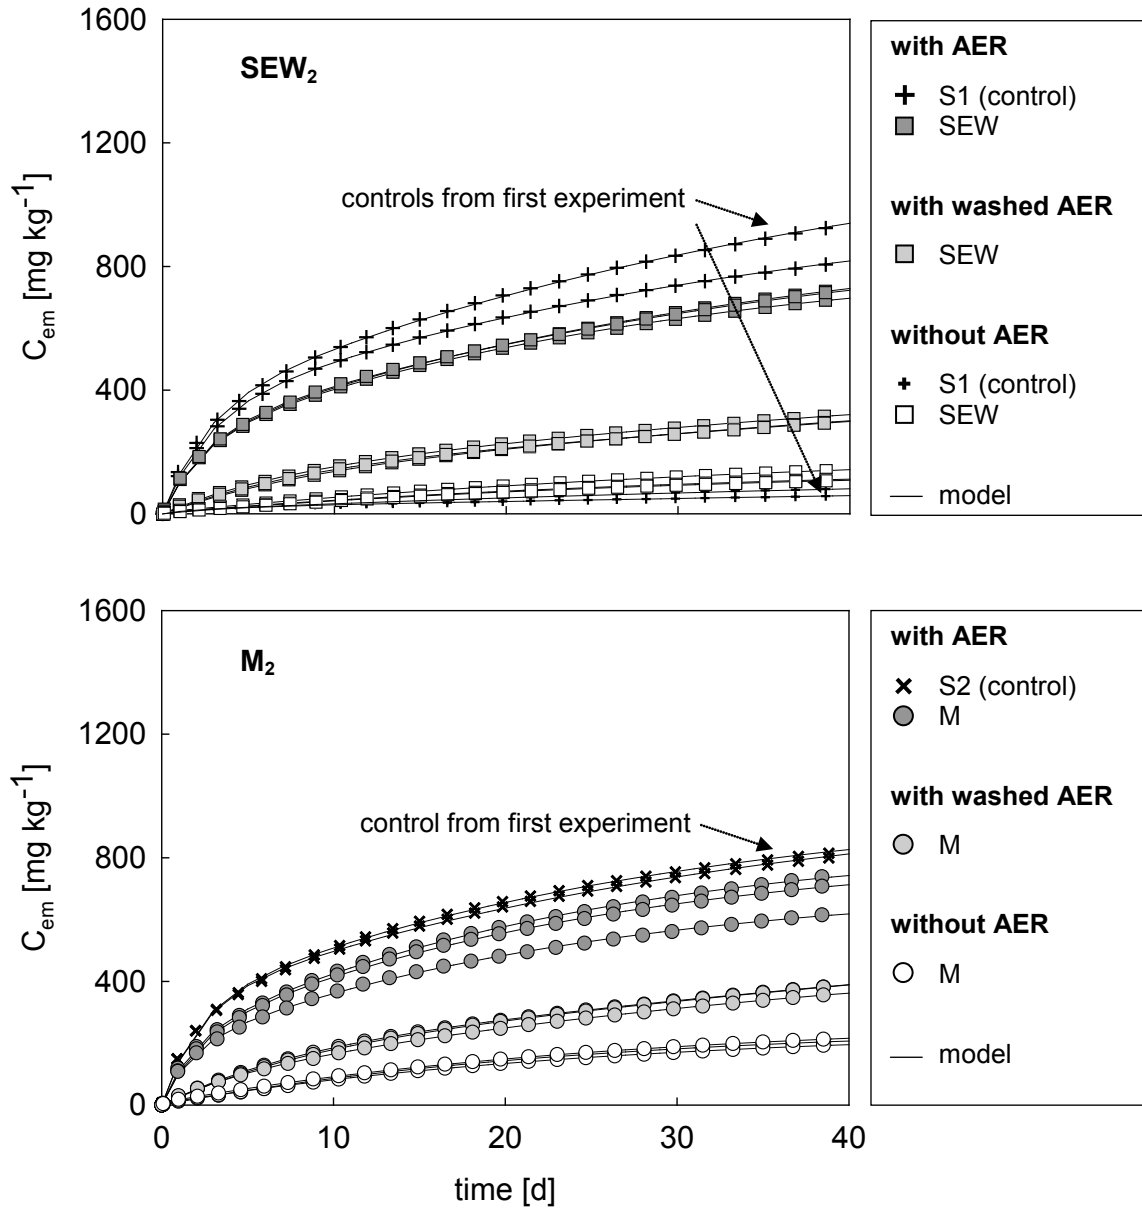 1600
1200
800
400
0
C_em [mg kg⁻¹]
SEW₂
controls from first experiment
with AER
S1 (control)
SEW
with washed AER
SEW
without AER
S1 (control)
SEW
model
1600
1200
800
400
0
C_em [mg kg⁻¹]
M₂
control from first experiment
0 10 20 30 40
time [d]
with AER
S2 (control)
M
with washed AER
M
without AER
M
model